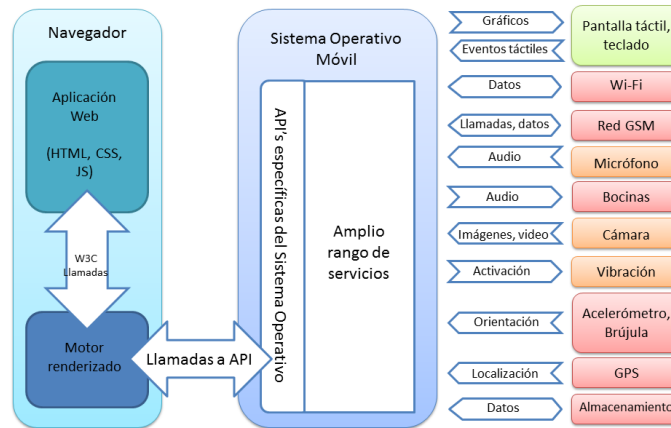 Navegador
Aplicación
Web
(HTML, CSS,
JS)
W3C
Llamadas
Motor
renderizado
Llamadas a API
Sistema Operativo
Móvil
API's específicas del Sistema Operativo
Amplio
rango de
servicios
Gráficos
Eventos táctiles
Pantalla táctil,
teclado
Datos
Wi-Fi
Llamadas, datos
Red GSM
Audio
Micrófono
Audio
Bocinas
Imágenes, video
Cámara
Activación
Vibración
Orientación
Acelerómetro,
Brújula
Localización
GPS
Datos
Almacenamiento